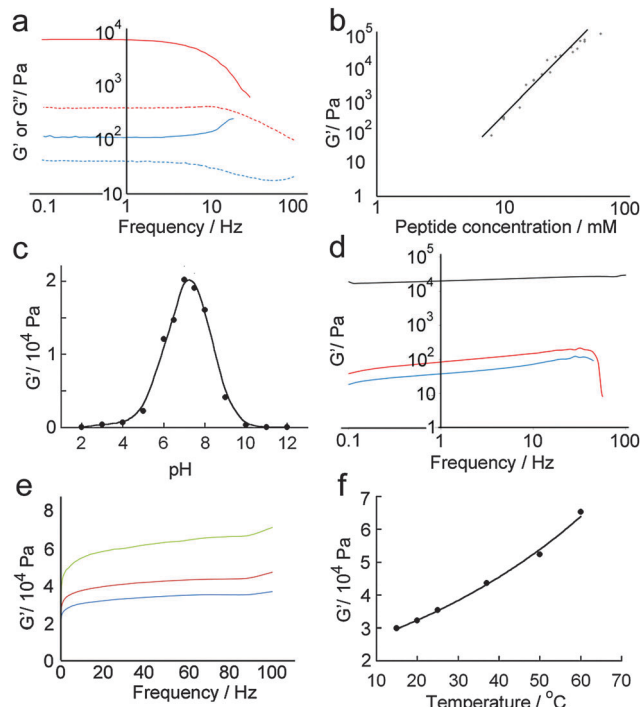 a
10⁴
10³
10²
10
G' or G"/ Pa
0.1 1 10 100
Frequency / Hz
b
10⁵
10⁴
10³
10²
10
1
G'/ Pa
1 10 100
Peptide concentration / mM
c
2
1
0
G'/ 10⁴ Pa
2 4 6 8 10 12
pH
d
10⁵
10⁴
10³
10²
10
1
G'/ Pa
0.1 1 10 100
Frequency / Hz
e
8
6
4
2
0
G'/ 10⁴ Pa
0 20 40 60 80 100
Frequency / Hz
f
7
6
5
4
3
2
G'/ 10⁴ Pa
10 20 30 40 50 60 70
Temperature / °C